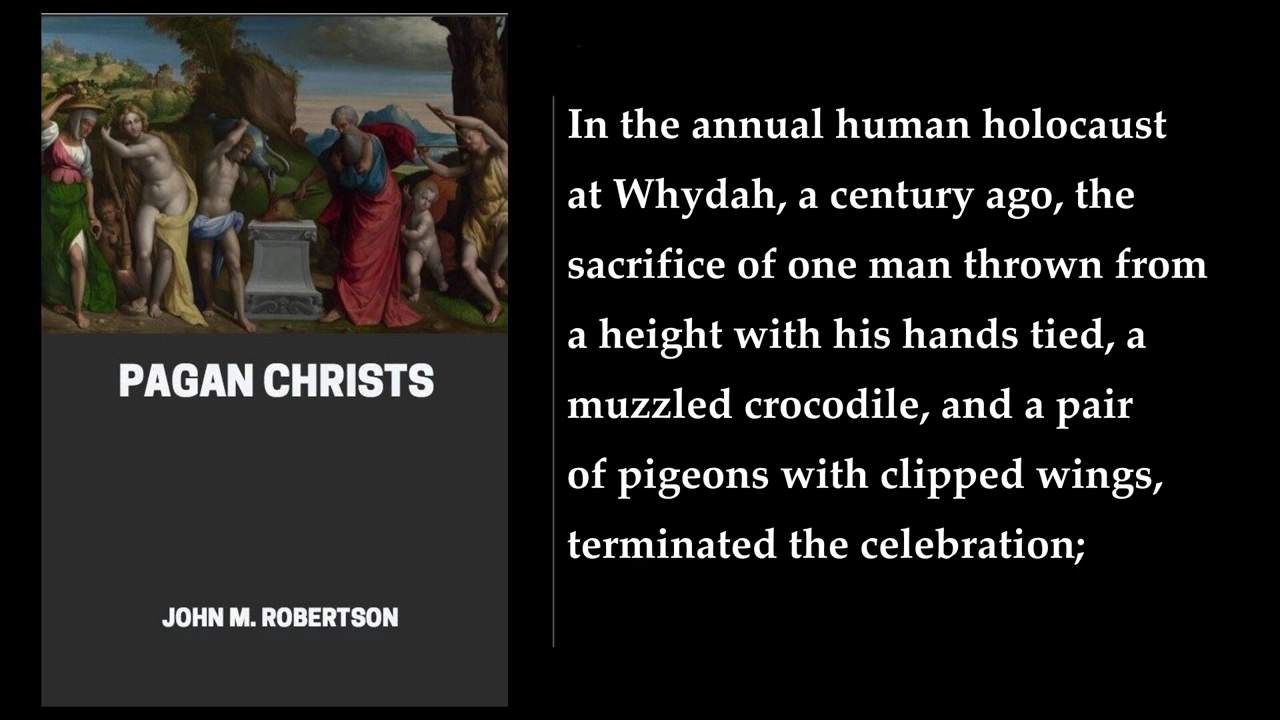 PAGAN CHRISTS
JOHN M. ROBERTSON
In the annual human holocaust
at Whydah, a century ago, the
sacrifice of one man thrown from
a height with his hands tied, a
muzzled crocodile, and a pair
of pigeons with clipped wings,
terminated the celebration;